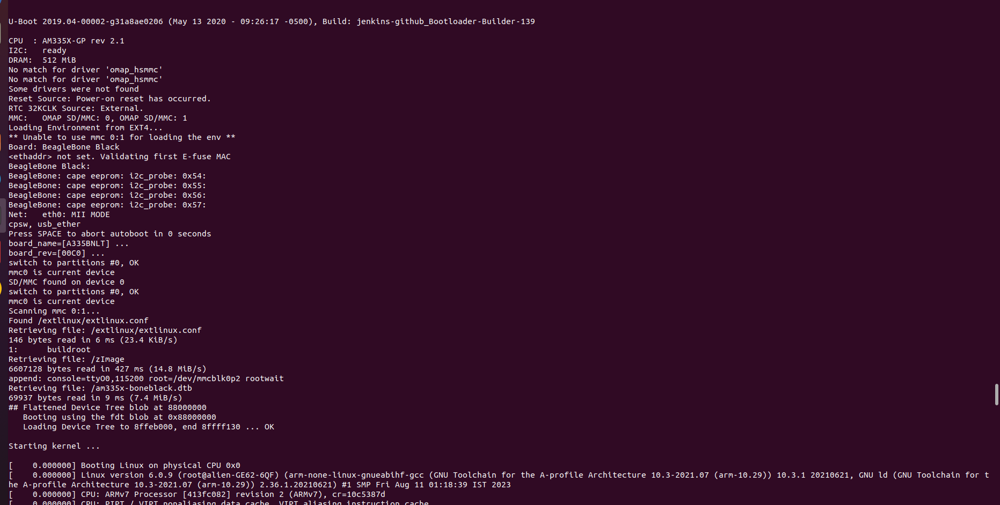 U-Boot 2019.04-00002-g31a8ae0206 (May 13 2020 - 09:26:17 -0500), Build: jenkins-github_Bootloader-Builder-139
CPU  : AM335X-GP rev 2.1
I2C:   ready
DRAM:  512 MiB
No match for driver 'omap_hsmmc'
No match for driver 'omap_hsmmc'
Some drivers were not found
Reset Source: Power-on reset has occurred.
RTC 32KCLK Source: External.
MMC:   OMAP SD/MMC: 0, OMAP SD/MMC: 1
Loading Environment from EXT4...
** Unable to use mmc 0:1 for loading the env **
Board: BeagleBone Black
<ethaddr> not set. Validating first E-fuse MAC
BeagleBone Black:
BeagleBone: cape eeprom: i2c_probe: 0x54:
BeagleBone: cape eeprom: i2c_probe: 0x55:
BeagleBone: cape eeprom: i2c_probe: 0x56:
BeagleBone: cape eeprom: i2c_probe: 0x57:
Net:   eth0: MII MODE
cpsw, usb_ether
Press SPACE to abort autoboot in 0 seconds
board_name=[A335BNLT] ...
board_rev=[00C0] ...
switch to partitions #0, OK
mmc0 is current device
SD/MMC found on device 0
switch to partitions #0, OK
mmc0 is current device
Scanning mmc 0:1...
Found /extlinux/extlinux.conf
Retrieving file: /extlinux/extlinux.conf
146 bytes read in 6 ms (23.4 KiB/s)
1:      buildroot
Retrieving file: /zImage
6607128 bytes read in 427 ms (14.8 MiB/s)
append: console=ttyO0,115200 root=/dev/mmcblk0p2 rootwait
Retrieving file: /am335x-boneblack.dtb
69937 bytes read in 9 ms (7.4 MiB/s)
## Flattened Device Tree blob at 88000000
   Booting using the fdt blob at 0x88000000
   Loading Device Tree to 8ffeb000, end 8ffff130 ... OK
Starting kernel ...
[    0.000000] Booting Linux on physical CPU 0x0
[    0.000000] Linux version 6.0.9 (root@alien-GE62-6QF) (arm-none-linux-gnueabihf-gcc (GNU Toolchain for the A-profile Architecture 10.3-2021.07 (arm-10.29)) 10.3.1 20210621, GNU ld (GNU Toolchain for t
he A-profile Architecture 10.3-2021.07 (arm-10.29)) 2.36.1.20210621) #1 SMP Fri Aug 11 01:18:39 IST 2023
[    0.000000] CPU: ARMv7 Processor [413fc082] revision 2 (ARMv7), cr=10c5387d
[    0.000000] CPU: PIPT / VIPT nonaliasing data cache, VIPT aliasing instruction cache